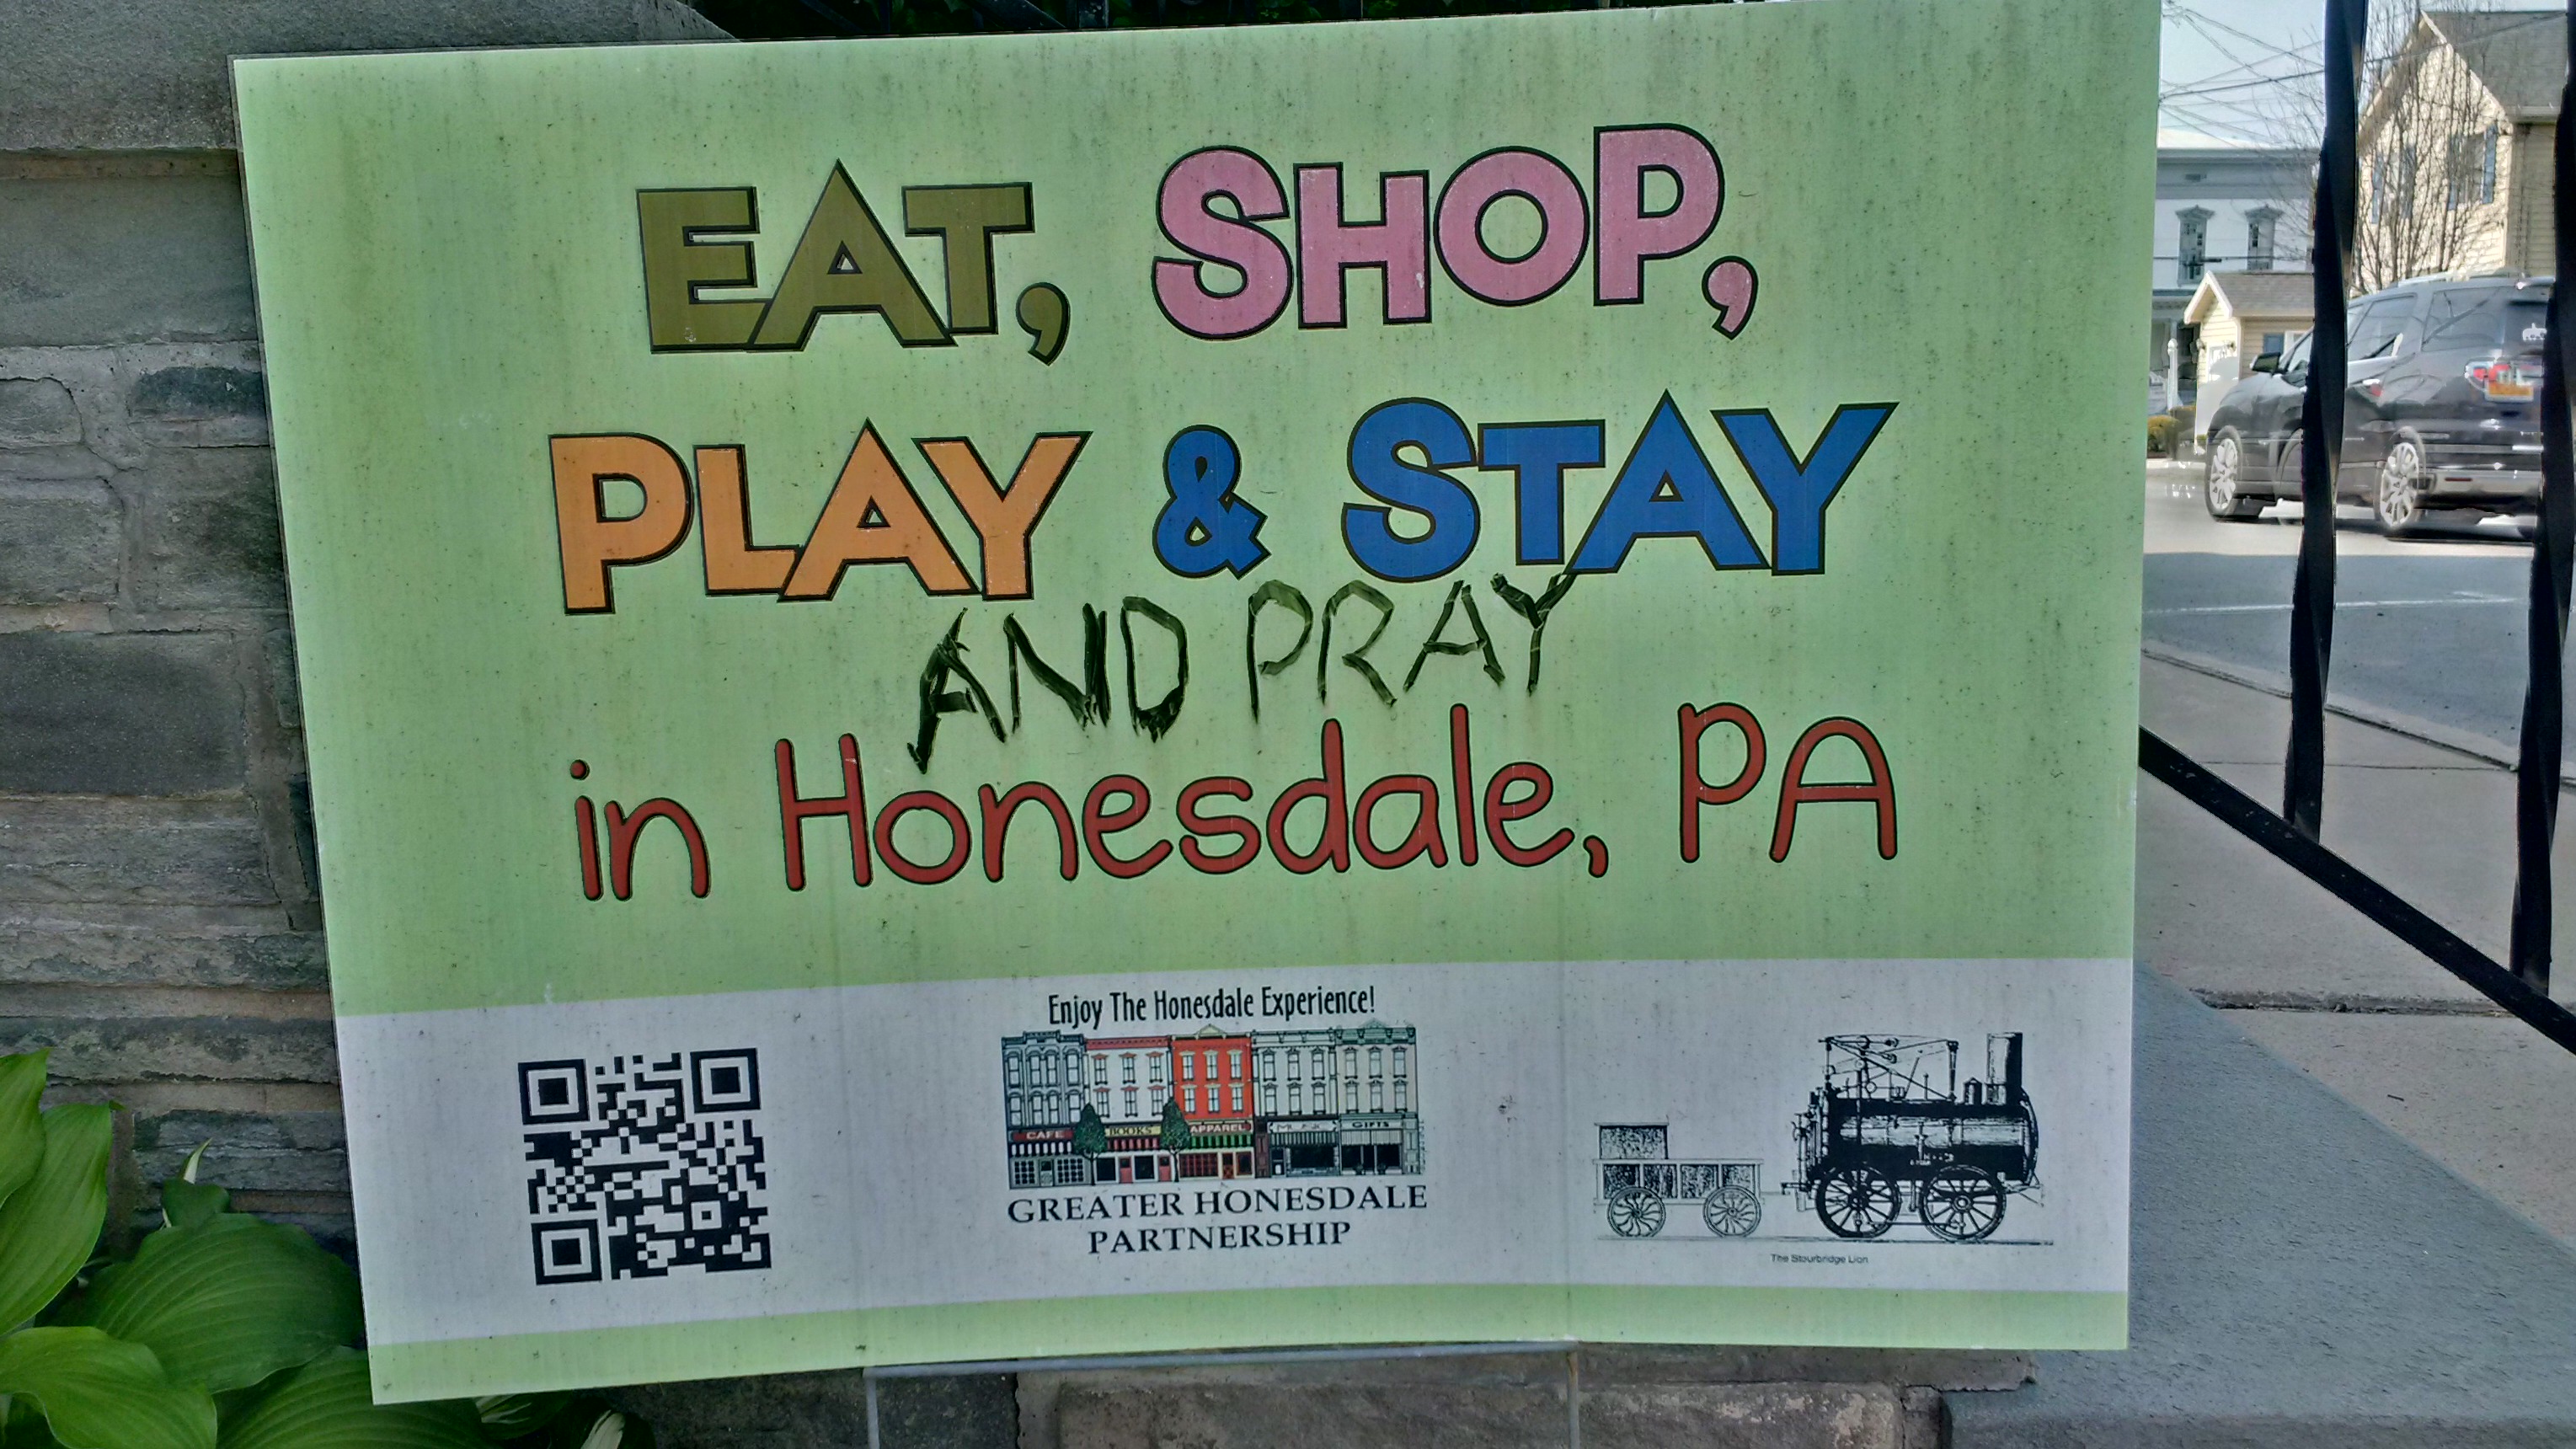 EAT, SHOP,
PLAY & STAY
AND PRAY
in Honesdale, PA
Enjoy The Honesdale Experience!
CAFE BOOKS APPAREL MUSIC GIFTS
GREATER HONESDALE
PARTNERSHIP
The Stourbridge Lion